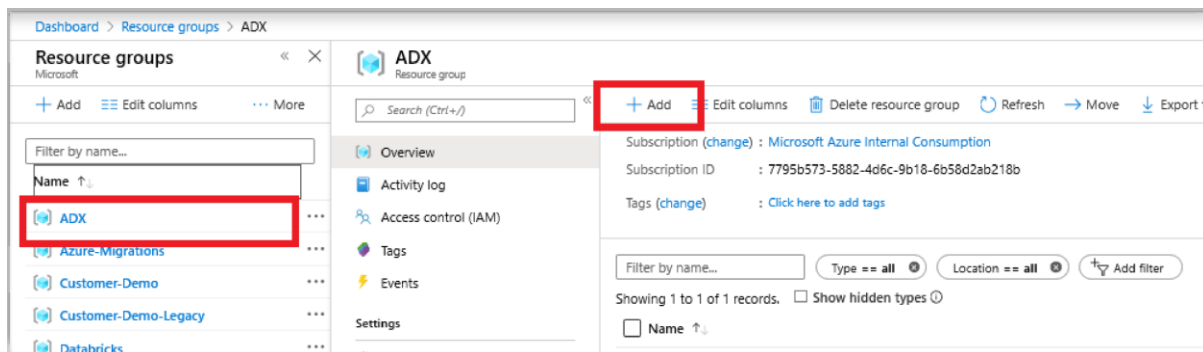 Dashboard > Resource groups > ADX
Resource groups
Microsoft
Add Edit columns ··· More
Filter by name...
Name ↑↓
ADX ···
Azure-Migrations ···
Customer-Demo ···
Customer-Demo-Legacy ···
Databricks ···
ADX
Resource group
Search (Ctrl+/)
Overview
Activity log
Access control (IAM)
Tags
Events
Settings
Add Edit columns Delete resource group Refresh Move Export
Subscription (change) : Microsoft Azure Internal Consumption
Subscription ID : 7795b573-5882-4d6c-9b18-6b58d2ab218b
Tags (change) : Click here to add tags
Filter by name... Type == all Location == all Add filter
Showing 1 to 1 of 1 records. Show hidden types
Name ↑↓